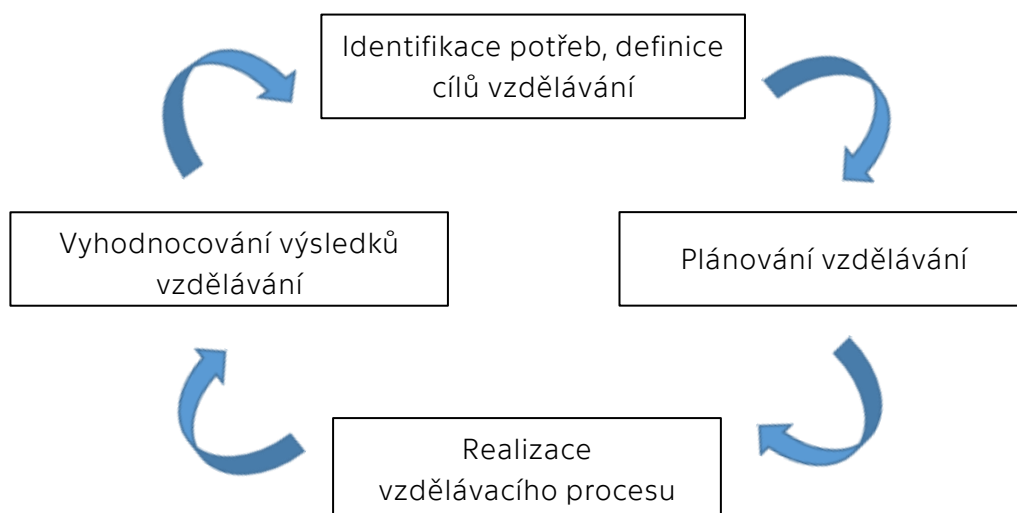 Identifikace potřeb, definice
cílů vzdělávání
Vyhodnocování výsledků
vzdělávání
Plánování vzdělávání
Realizace
vzdělávacího procesu